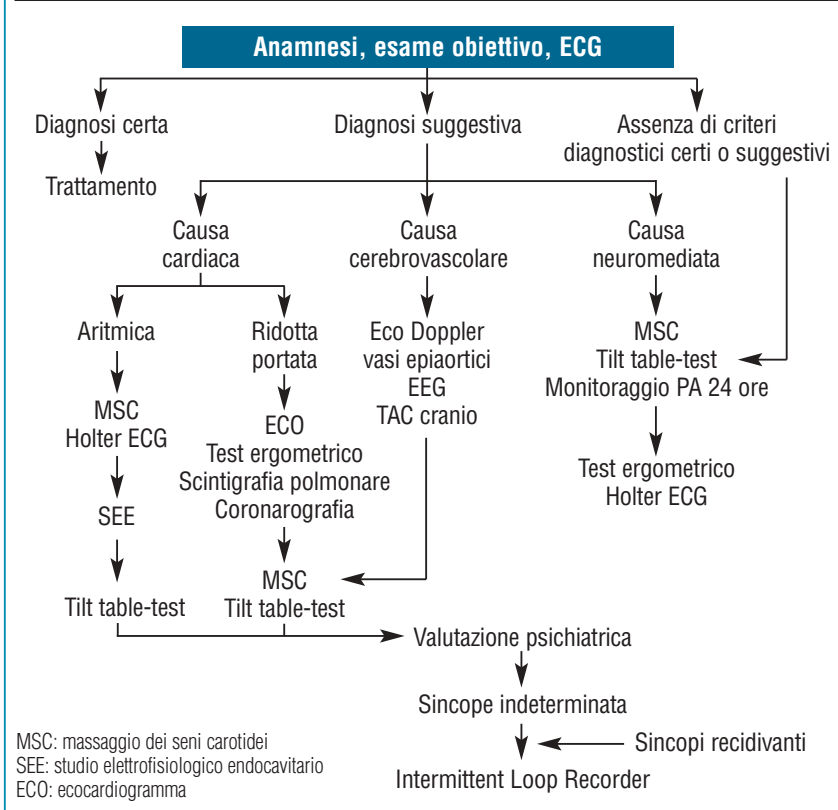 Anamnesi, esame obiettivo, ECG
Diagnosi certa
Trattamento
Diagnosi suggestiva
Assenza di criteri
diagnostici certi o suggestivi
Causa
cardiaca
Causa
cerebrovascolare
Causa
neuromediata
Aritmica
MSC
Holter ECG
SEE
Tilt table-test
Ridotta
portata
ECO
Test ergometrico
Scintigrafia polmonare
Coronarografia
MSC
Tilt table-test
Eco Doppler
vasi epiaortici
EEG
TAC cranio
MSC
Tilt table-test
Monitoraggio PA 24 ore
Test ergometrico
Holter ECG
Valutazione psichiatrica
Sincope indeterminata
Sincopi recidivanti
Intermittent Loop Recorder
MSC: massaggio dei seni carotidei
SEE: studio elettrofisiologico endocavitario
ECO: ecocardiogramma